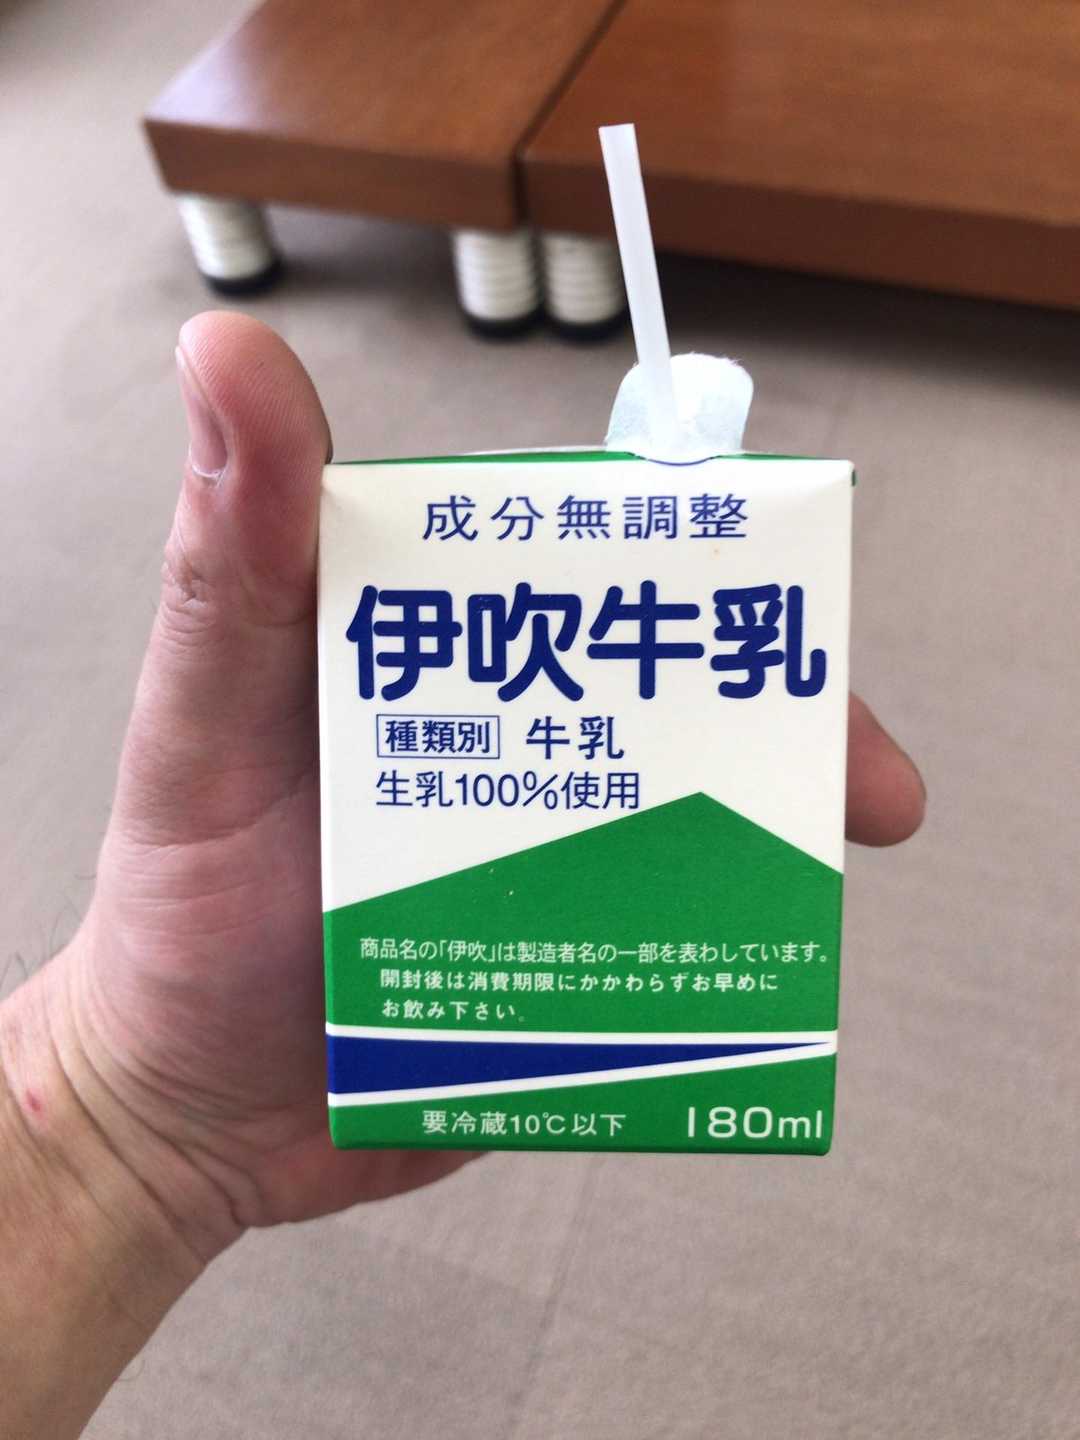 成分無調整
伊吹牛乳
種類別 牛乳
生乳100%使用
商品名の「伊吹」は製造者名の一部を表わしています。
開封後は消費期限にかかわらずお早めに
お飲み下さい。
要冷蔵10℃以下 180ml